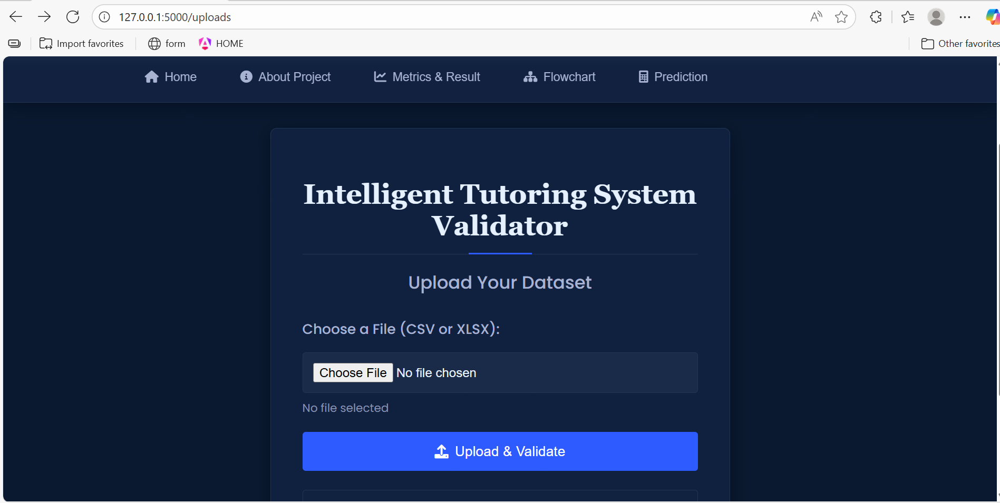 127.0.0.1:5000/uploads
Import favorites form HOME Other favorites
Home About Project Metrics & Result Flowchart Prediction
Intelligent Tutoring System
Validator
Upload Your Dataset
Choose a File (CSV or XLSX):
Choose File No file chosen
No file selected
Upload & Validate